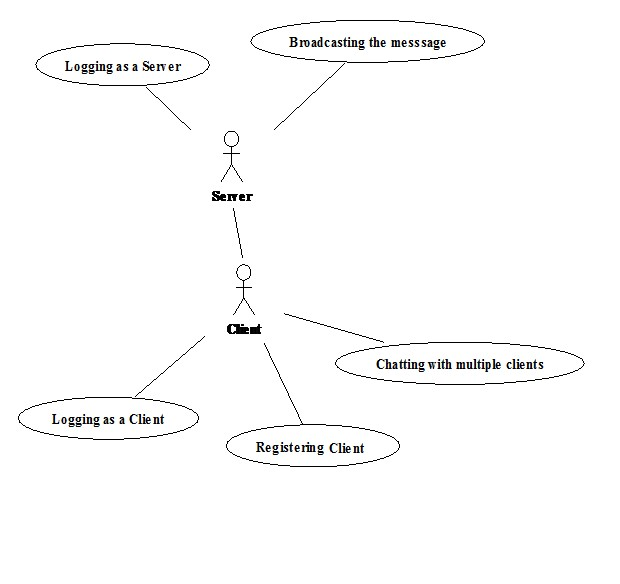 Broadcasting the messsage
Logging as a Server
Server
Client
Chatting with multiple clients
Logging as a Client
Registering Client